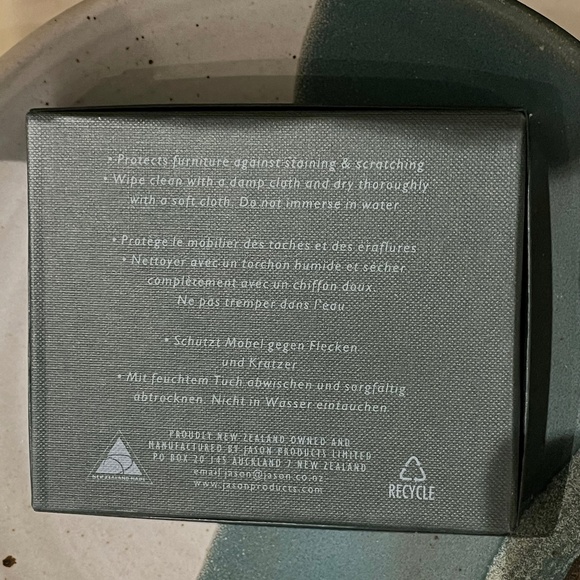 • Protects furniture against staining & scratching
• Wipe clean with a damp cloth and dry thoroughly
with a soft cloth. Do not immerse in water
• Protège le mobilier des taches et des éraflures
• Nettoyer avec un torchon humide et sécher
complètement avec un chiffon doux.
Ne pas tremper dans l'eau
• Schutzt Möbel gegen Flecken
und Kratzer
• Mit feuchtem Tuch abwischen und sorgfältig
abtrocknen. Nicht in Wasser eintauchen.
PROUDLY NEW ZEALAND OWNED AND
MANUFACTURED BY JASON PRODUCTS LIMITED
PO BOX 20 145 AUCKLAND 7 NEW ZEALAND
email jason@jason.co.nz
www.jasonproducts.com
NEW ZEALAND MADE
RECYCLE